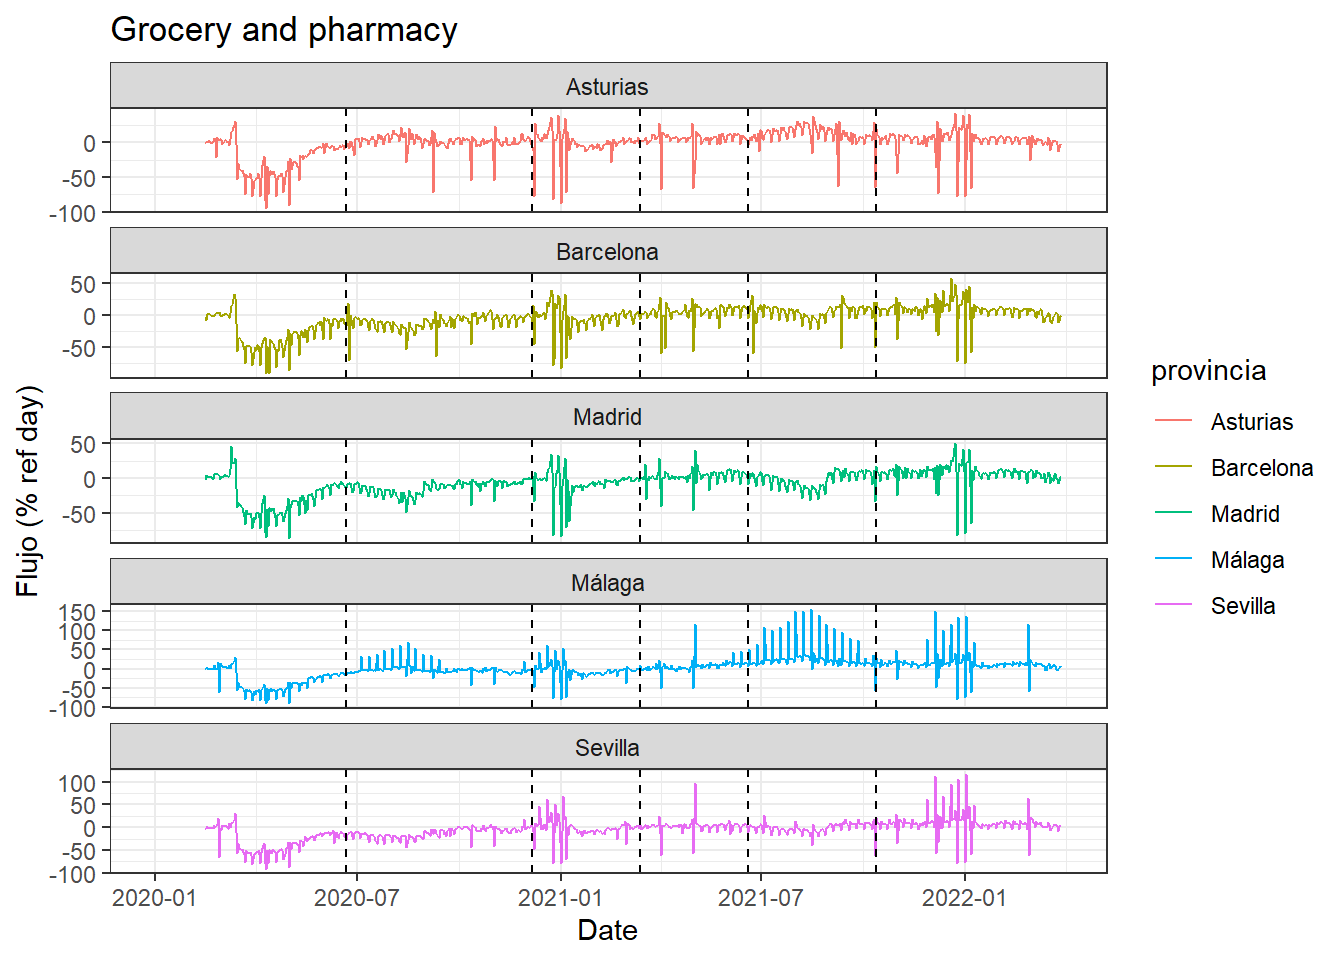 Grocery and pharmacy
Asturias
0
-50
-100
Barcelona
50
0
-50
Madrid
50
0
-50
Málaga
150
100
50
0
-50
-100
Sevilla
100
50
0
-50
-100
2020-01 2020-07 2021-01 2021-07 2022-01
Date
Flujo (% ref day)
provincia
Asturias
Barcelona
Madrid
Málaga
Sevilla